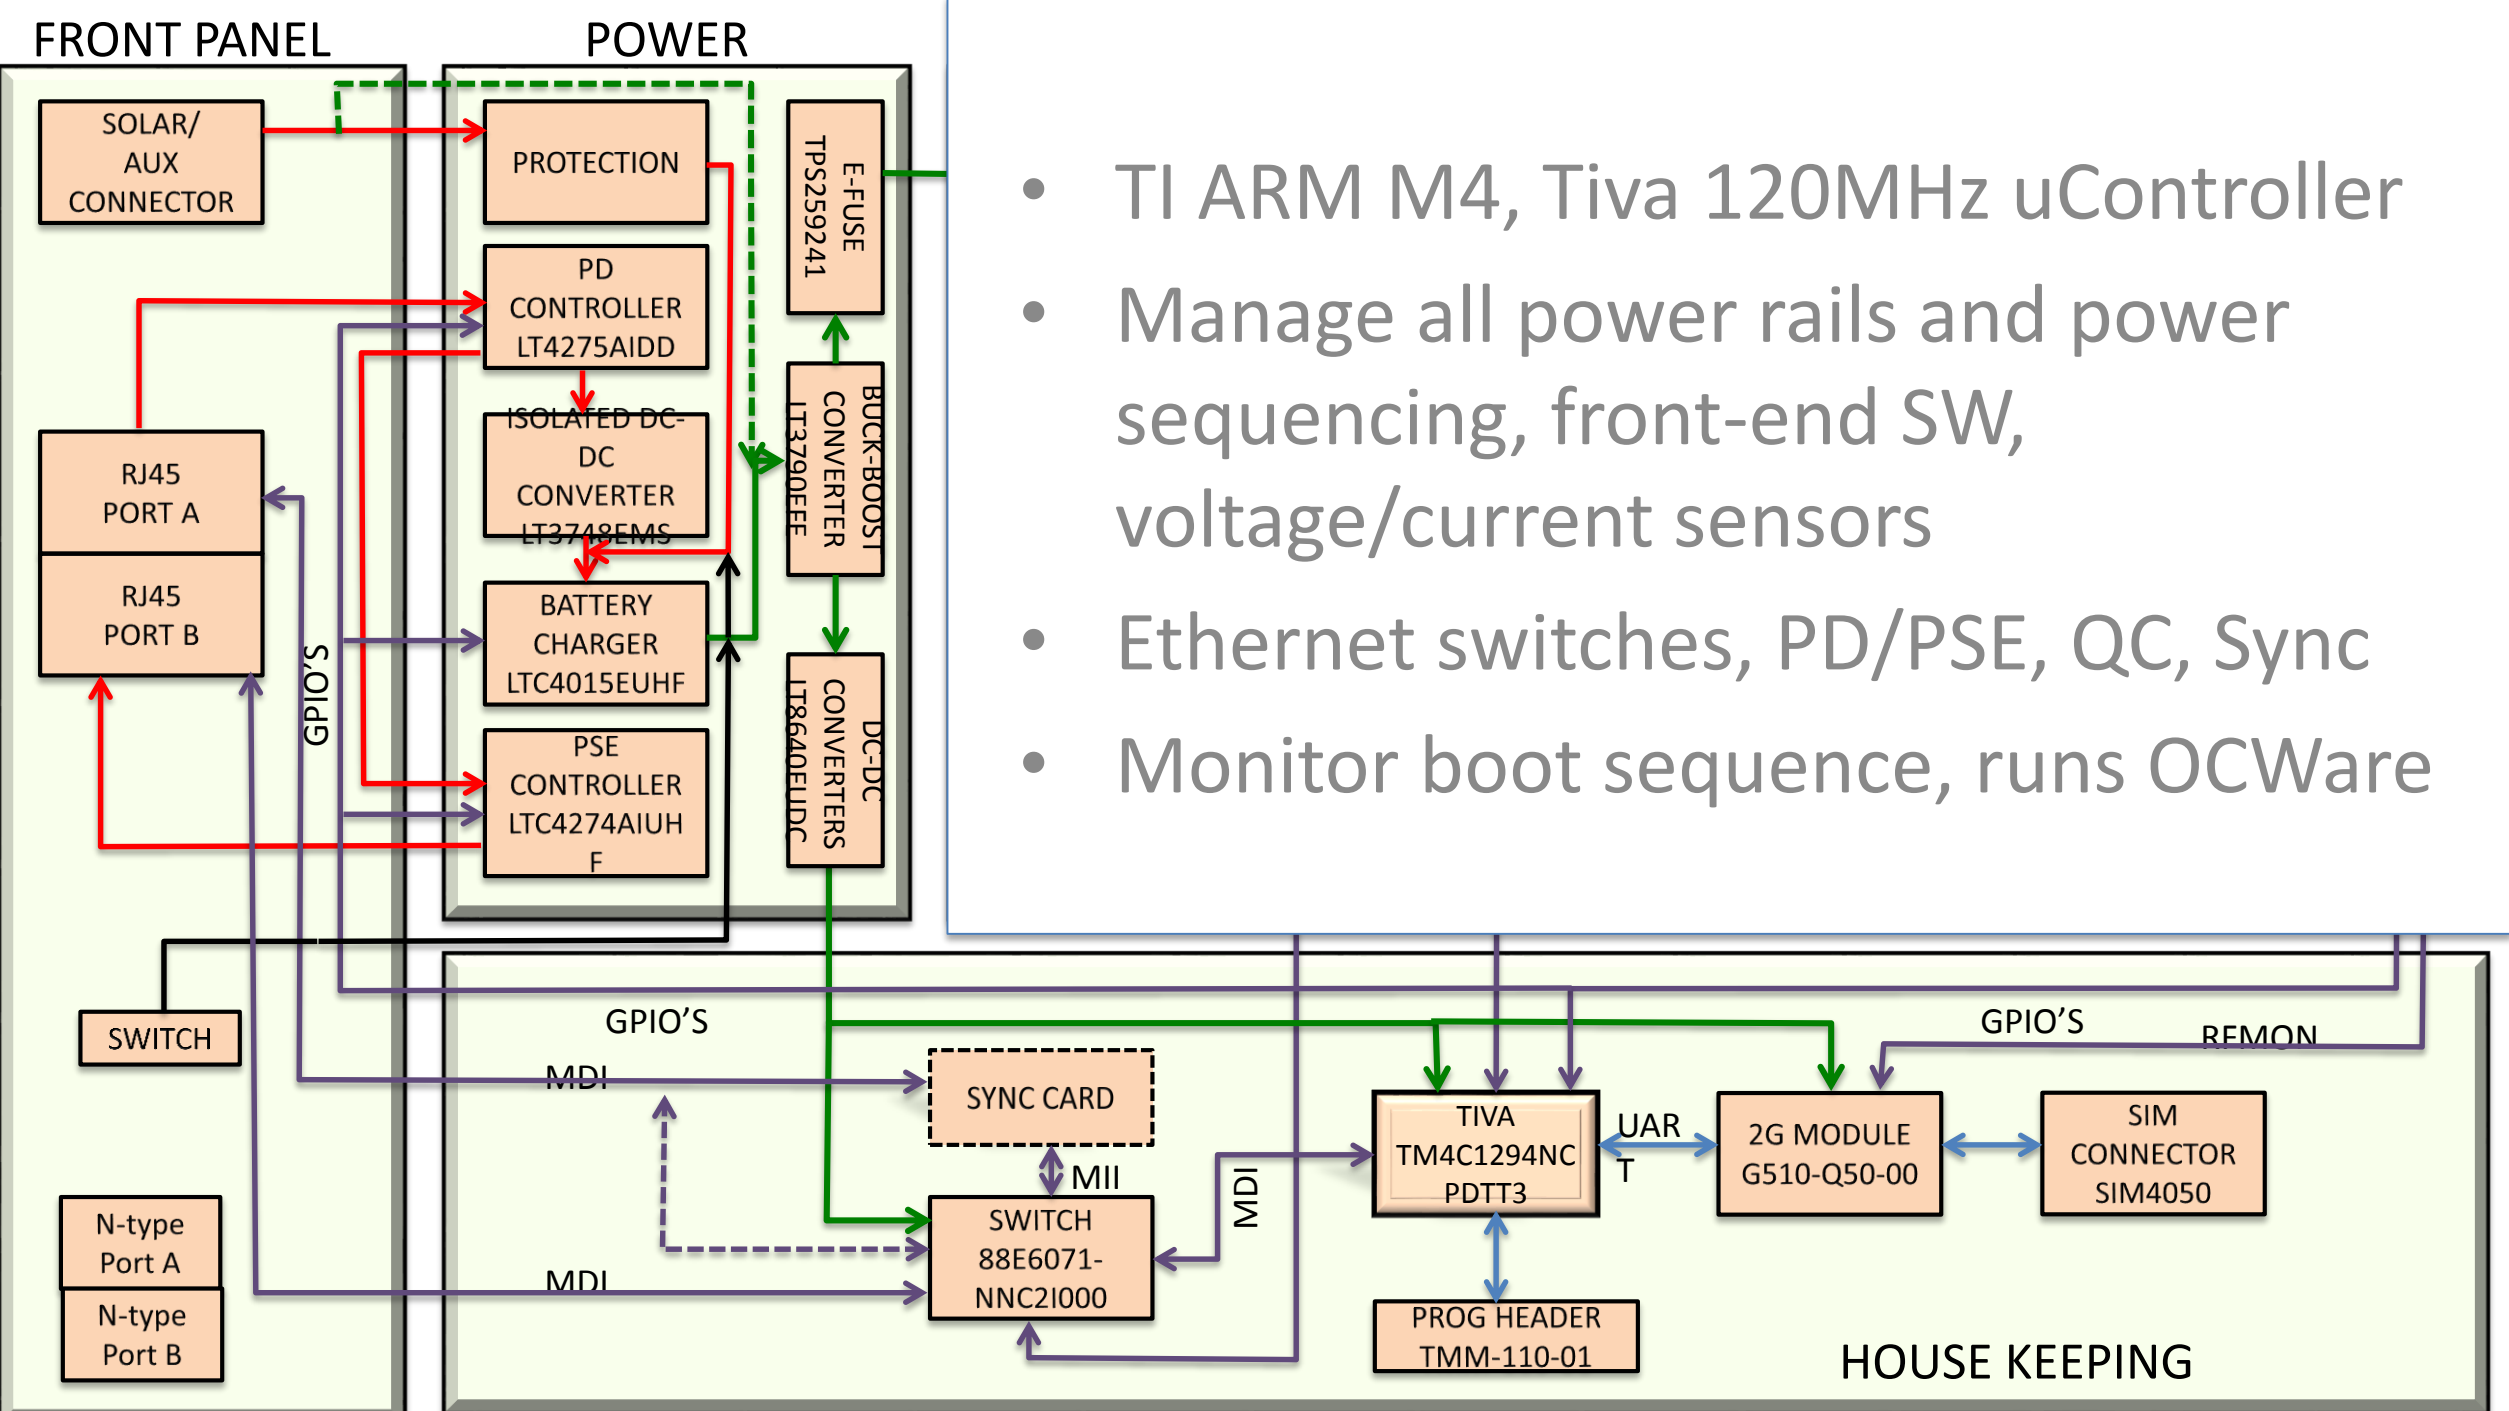 FRONT PANEL
SOLAR/
AUX
CONNECTOR
RJ45
PORT A
RJ45
PORT B
GPIO'S
SWITCH
N-type
Port A
N-type
Port B
POWER
PROTECTION
PD
CONTROLLER
LT4275AIDD
ISOLATED DC-
DC
CONVERTER
LT3748EMS
BATTERY
CHARGER
LTC4015EUHF
PSE
CONTROLLER
LTC4274AIUH
F
E-FUSE
TPS259241
BUCK-BOOST
CONVERTER
LT3790EFE
DC-DC
CONVERTERS
LT8640EUDC
• TI ARM M4, Tiva 120MHz uController
• Manage all power rails and power
sequencing, front-end SW,
voltage/current sensors
• Ethernet switches, PD/PSE, QC, Sync
• Monitor boot sequence, runs OCWare
GPIO'S
GPIO'S
RFMON
MDI
SYNC CARD
MII
SWITCH
88E6071-
NNC2I000
MDI
MDI
TIVA
TM4C1294NC
PDTT3
UAR
T
2G MODULE
G510-Q50-00
SIM
CONNECTOR
SIM4050
PROG HEADER
TMM-110-01
HOUSE KEEPING